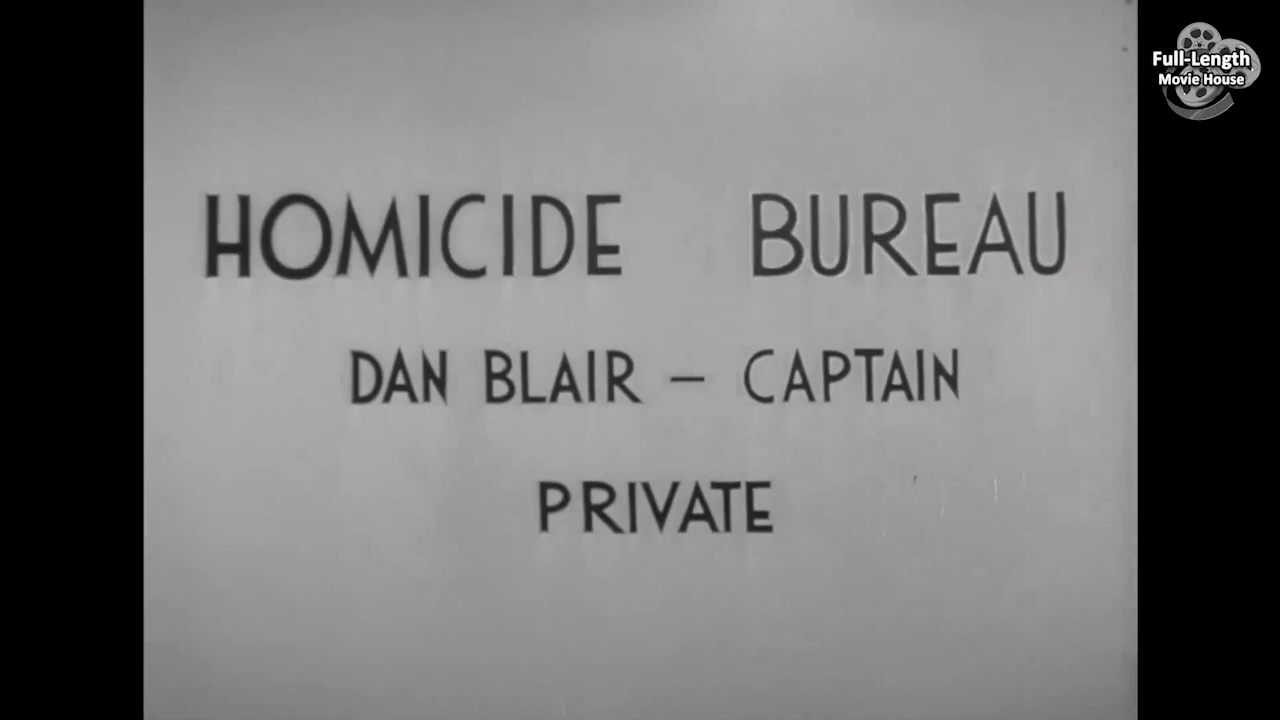 Full-Length
Movie House
HOMICIDE BUREAU
DAN BLAIR – CAPTAIN
PRIVATE